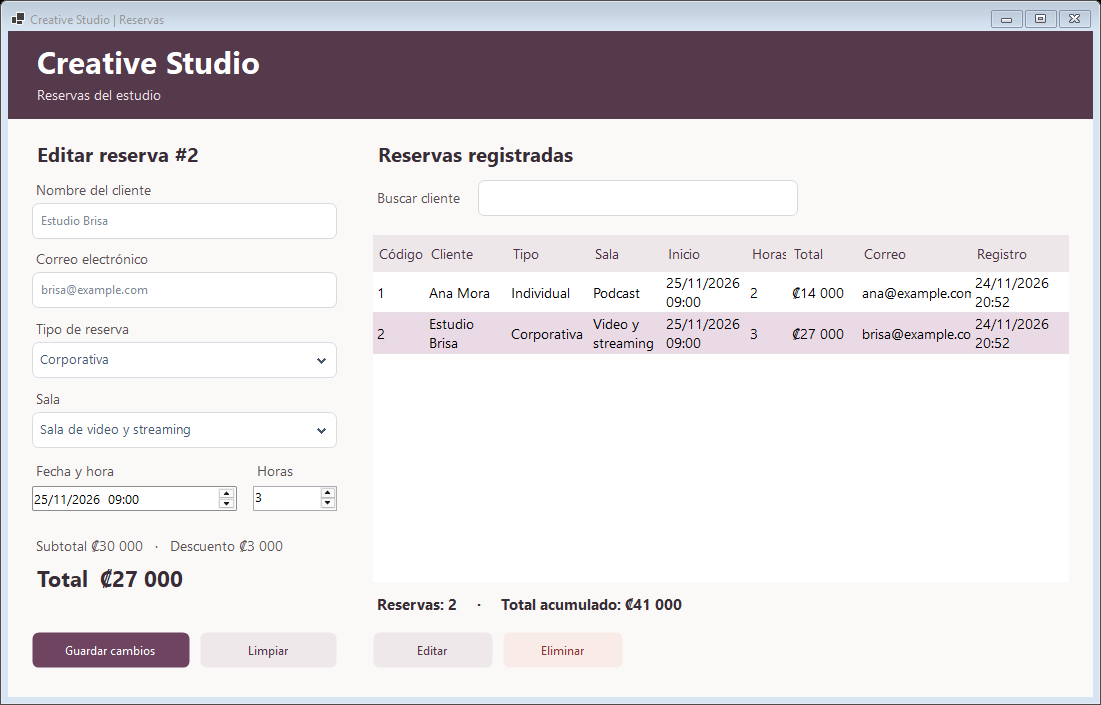 Creative Studio | Reservas
Creative Studio
Reservas del estudio
Editar reserva #2
Nombre del cliente
Estudio Brisa
Correo electrónico
brisa@example.com
Tipo de reserva
Corporativa
Sala
Sala de video y streaming
Fecha y hora Horas
25/11/2026 09:00 3
Subtotal ₡30 000 · Descuento ₡3 000
Total ₡27 000
Guardar cambios Limpiar
Reservas registradas
Buscar cliente
Código Cliente Tipo Sala Inicio Horas Total Correo Registro
1 Ana Mora Individual Podcast 25/11/2026 09:00 2 ₡14 000 ana@example.com 24/11/2026 20:52
2 Estudio Brisa Corporativa Video y streaming 25/11/2026 09:00 3 ₡27 000 brisa@example.co 24/11/2026 20:52
Reservas: 2 · Total acumulado: ₡41 000
Editar Eliminar